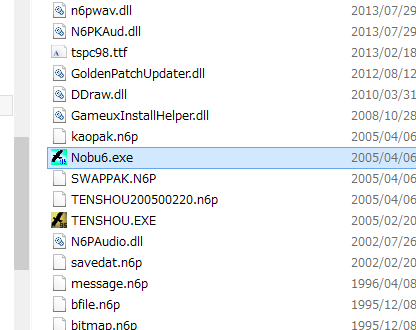 n6pwav.dll 2013/07/29
N6PKAud.dll 2013/07/29
tspc98.ttf 2013/02/18
GoldenPatchUpdater.dll 2012/08/12
DDraw.dll 2010/03/31
GameuxInstallHelper.dll 2008/10/28
kaopak.n6p 2005/04/06
Nobu6.exe 2005/04/06
SWAPPAK.N6P 2005/04/06
TENSHOU200500220.n6p 2005/04/06
TENSHOU.EXE 2005/02/20
N6PAudio.dll 2002/07/26
savedat.n6p 2002/02/20
message.n6p 1996/04/08
bfile.n6p 1995/12/08
bitmap.n6p 1995/12/08